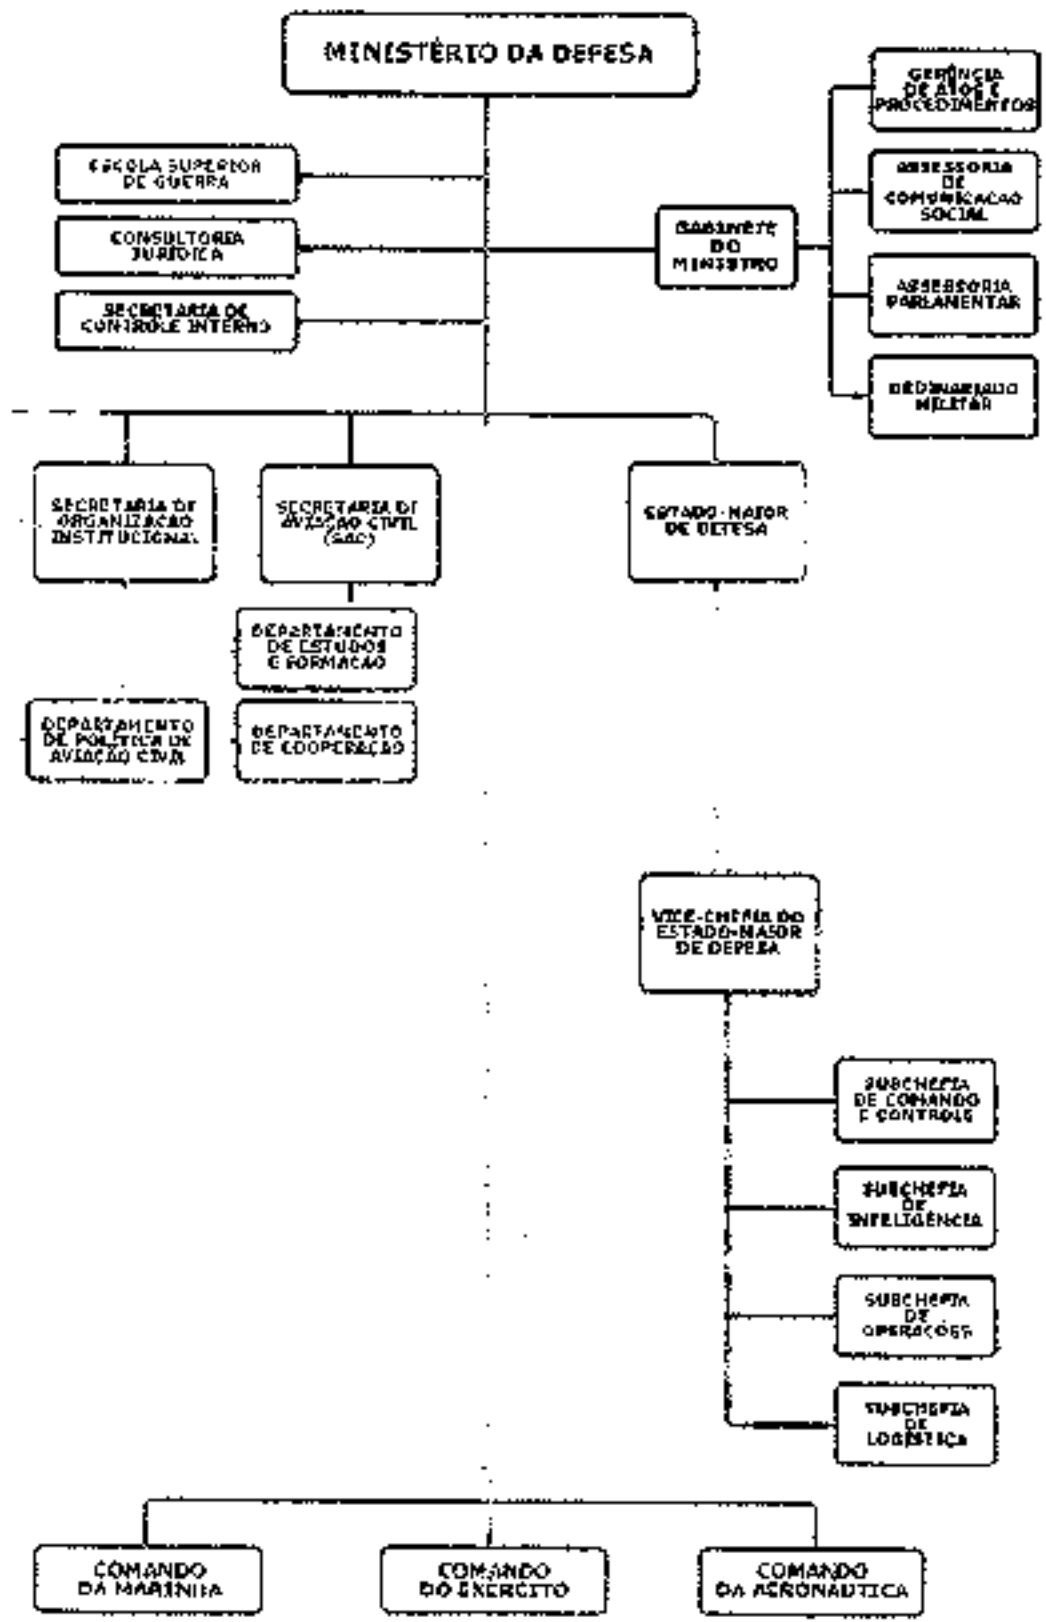 MINISTÉRIO DA DEFESA
GERÊNCIA
DE ATOS E
PROCEDIMENTOS
ESCOLA SUPERIOR
DE GUERRA
ASSESSORIA
DE
COMUNICAÇÃO
SOCIAL
CONSULTORIA
JURÍDICA
GABINETE
DO
MINISTRO
SECRETARIA DE
CONTROLE INTERNO
ASSESSORIA
PARLAMENTAR
MILITAR
SECRETARIA DE
ORGANIZAÇÃO
INSTITUCIONAL
SECRETARIA DE
AVIAÇÃO CIVIL
(SAC)
ESTADO-MAIOR
DE DEFESA
DEPARTAMENTO
DE ESTUDOS
E FORMAÇÃO
DEPARTAMENTO
DE POLÍTICA DE
AVIAÇÃO CIVIL
DEPARTAMENTO
DE COOPERAÇÃO
VICE-CHEFIA DO
ESTADO-MAIOR
DE DEFESA
SUBCHEFIA
DE COMANDO
E CONTROLE
SUBCHEFIA
DE
INTELIGÊNCIA
SUBCHEFIA
DE
OPERAÇÕES
SUBCHEFIA
DE
LOGÍSTICA
COMANDO
DA MARINHA
COMANDO
DO EXÉRCITO
COMANDO
DA AERONÁUTICA